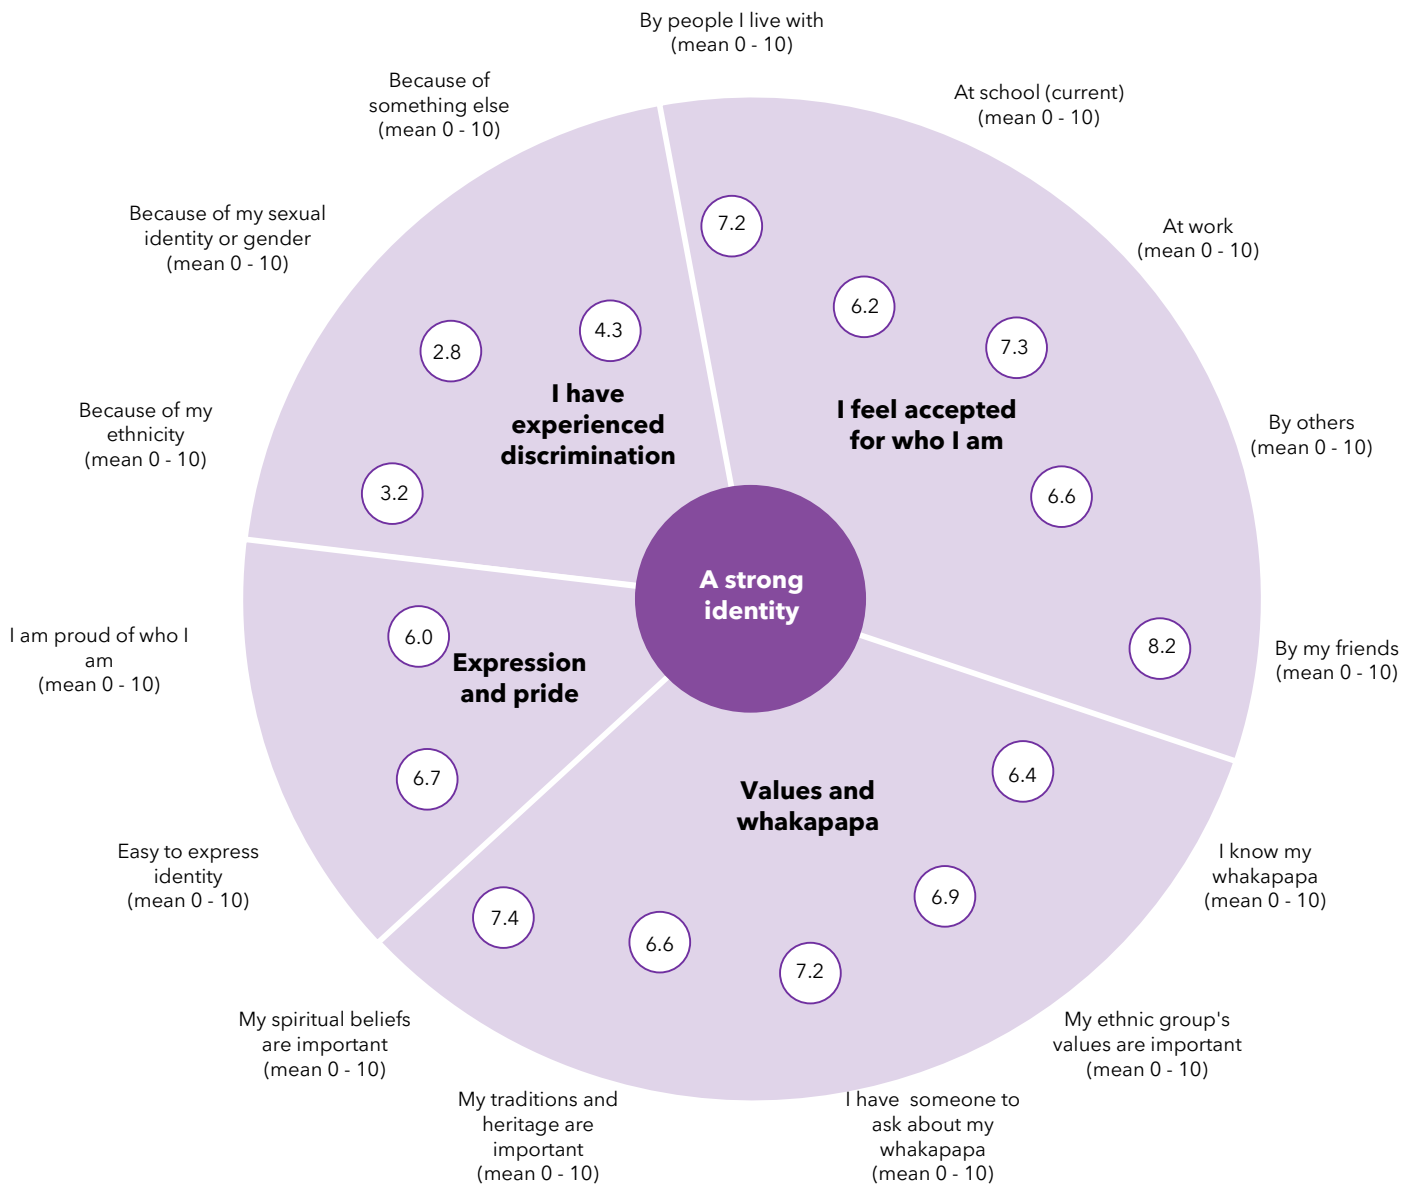 By people I live with
(mean 0 - 10)
Because of
something else
(mean 0 - 10)
At school (current)
(mean 0 - 10)
Because of my sexual
identity or gender
(mean 0 - 10)
At work
(mean 0 - 10)
7.2
6.2
4.3
7.3
2.8
I have
experienced
discrimination
I feel accepted
for who I am
Because of my
ethnicity
(mean 0 - 10)
By others
(mean 0 - 10)
3.2
6.6
A strong
identity
I am proud of who I
am
(mean 0 - 10)
6.0
Expression
and pride
8.2
By my friends
(mean 0 - 10)
6.7
Values and
whakapapa
6.4
Easy to express
identity
(mean 0 - 10)
I know my
whakapapa
(mean 0 - 10)
7.4
6.6
7.2
6.9
My spiritual beliefs
are important
(mean 0 - 10)
My ethnic group's
values are important
(mean 0 - 10)
My traditions and
heritage are
important
(mean 0 - 10)
I have  someone to
ask about my
whakapapa
(mean 0 - 10)